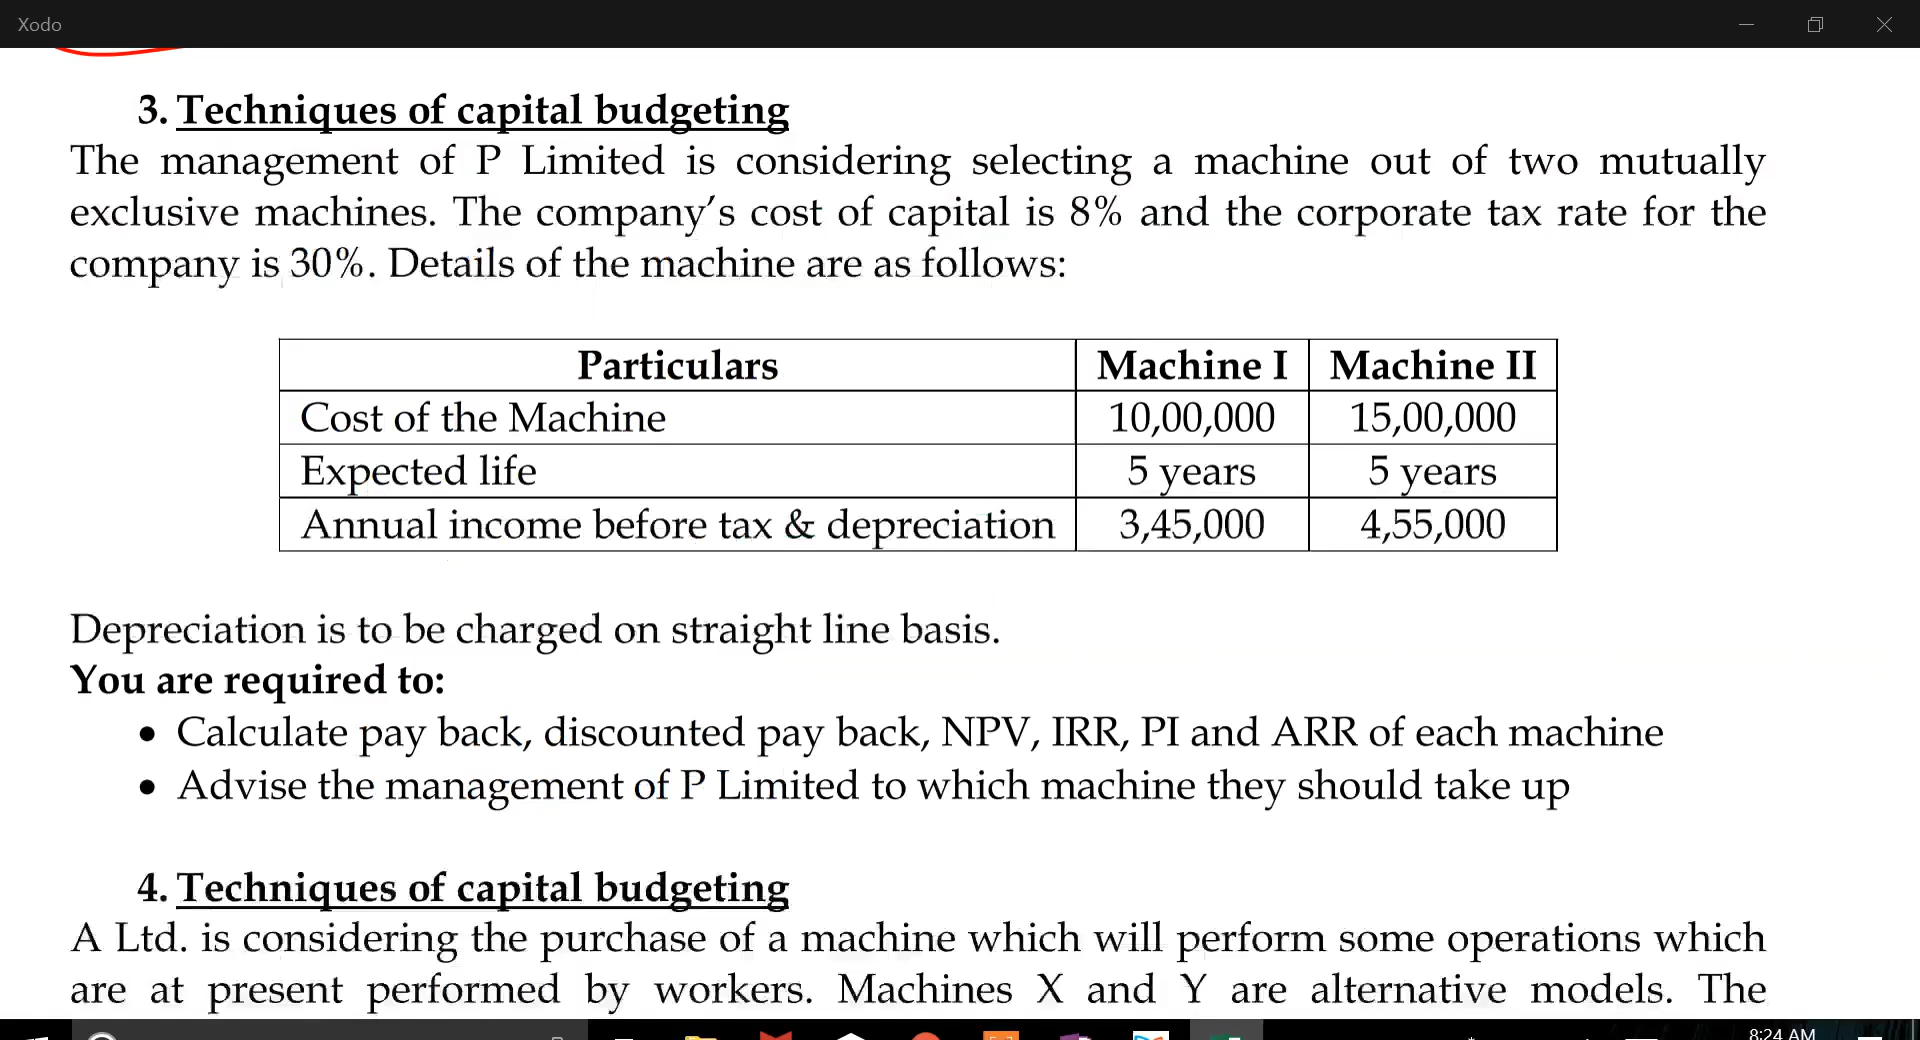 Xodo
3. Techniques of capital budgeting
The management of P Limited is considering selecting a machine out of two mutually
exclusive machines. The company’s cost of capital is 8% and the corporate tax rate for the
company is 30%. Details of the machine are as follows:
Particulars Machine I Machine II
Cost of the Machine 10,00,000 15,00,000
Expected life 5 years 5 years
Annual income before tax & depreciation 3,45,000 4,55,000
Depreciation is to be charged on straight line basis.
You are required to:
• Calculate pay back, discounted pay back, NPV, IRR, PI and ARR of each machine
• Advise the management of P Limited to which machine they should take up
4. Techniques of capital budgeting
A Ltd. is considering the purchase of a machine which will perform some operations which
are at present performed by workers. Machines X and Y are alternative models. The
8:24 AM